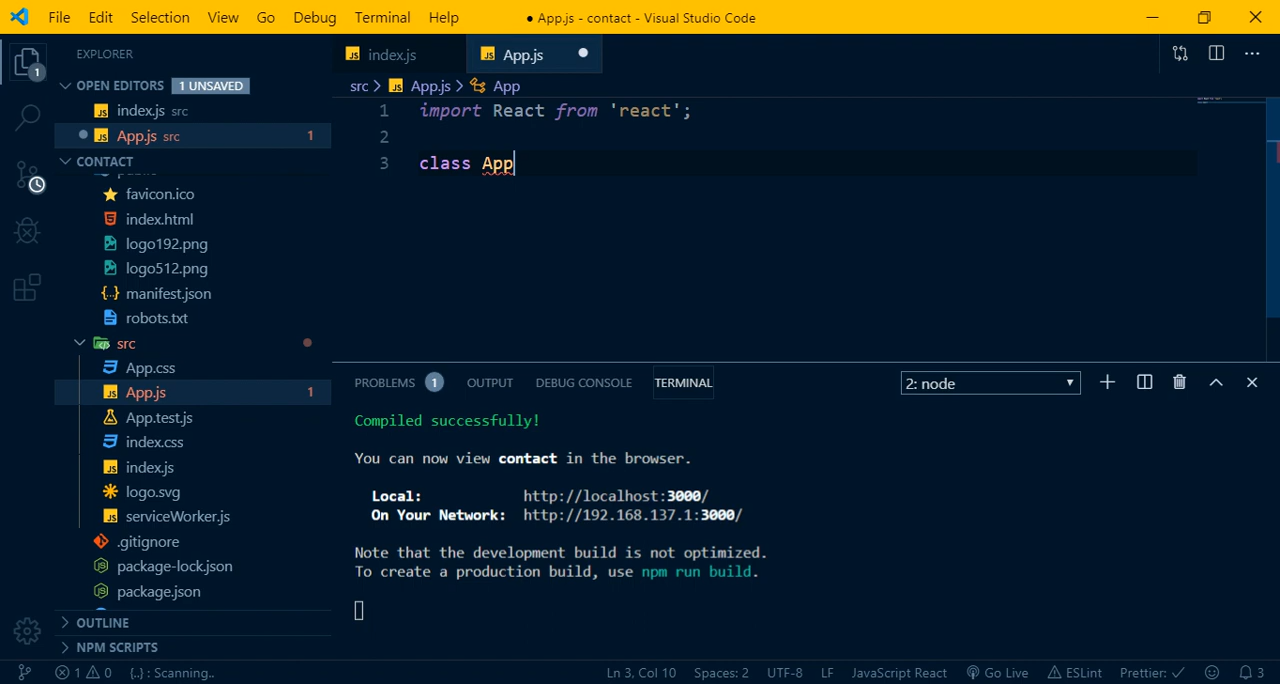 File Edit Selection View Go Debug Terminal Help
● App.js - contact - Visual Studio Code
EXPLORER
OPEN EDITORS 1 UNSAVED
index.js src
App.js src 1
CONTACT
favicon.ico
index.html
logo192.png
logo512.png
manifest.json
robots.txt
src
App.css
App.js 1
App.test.js
index.css
index.js
logo.svg
serviceWorker.js
.gitignore
package-lock.json
package.json
OUTLINE
NPM SCRIPTS
1
index.js App.js
src > App.js > App
1 import React from 'react';
2
3 class App
PROBLEMS 1 OUTPUT DEBUG CONSOLE TERMINAL 2: node
Compiled successfully!
You can now view contact in the browser.
Local: http://localhost:3000/
On Your Network: http://192.168.137.1:3000/
Note that the development build is not optimized.
To create a production build, use npm run build.
1 0 {..} : Scanning.. Ln 3, Col 10 Spaces: 2 UTF-8 LF JavaScript React Go Live ESLint Prettier: ✓ 3